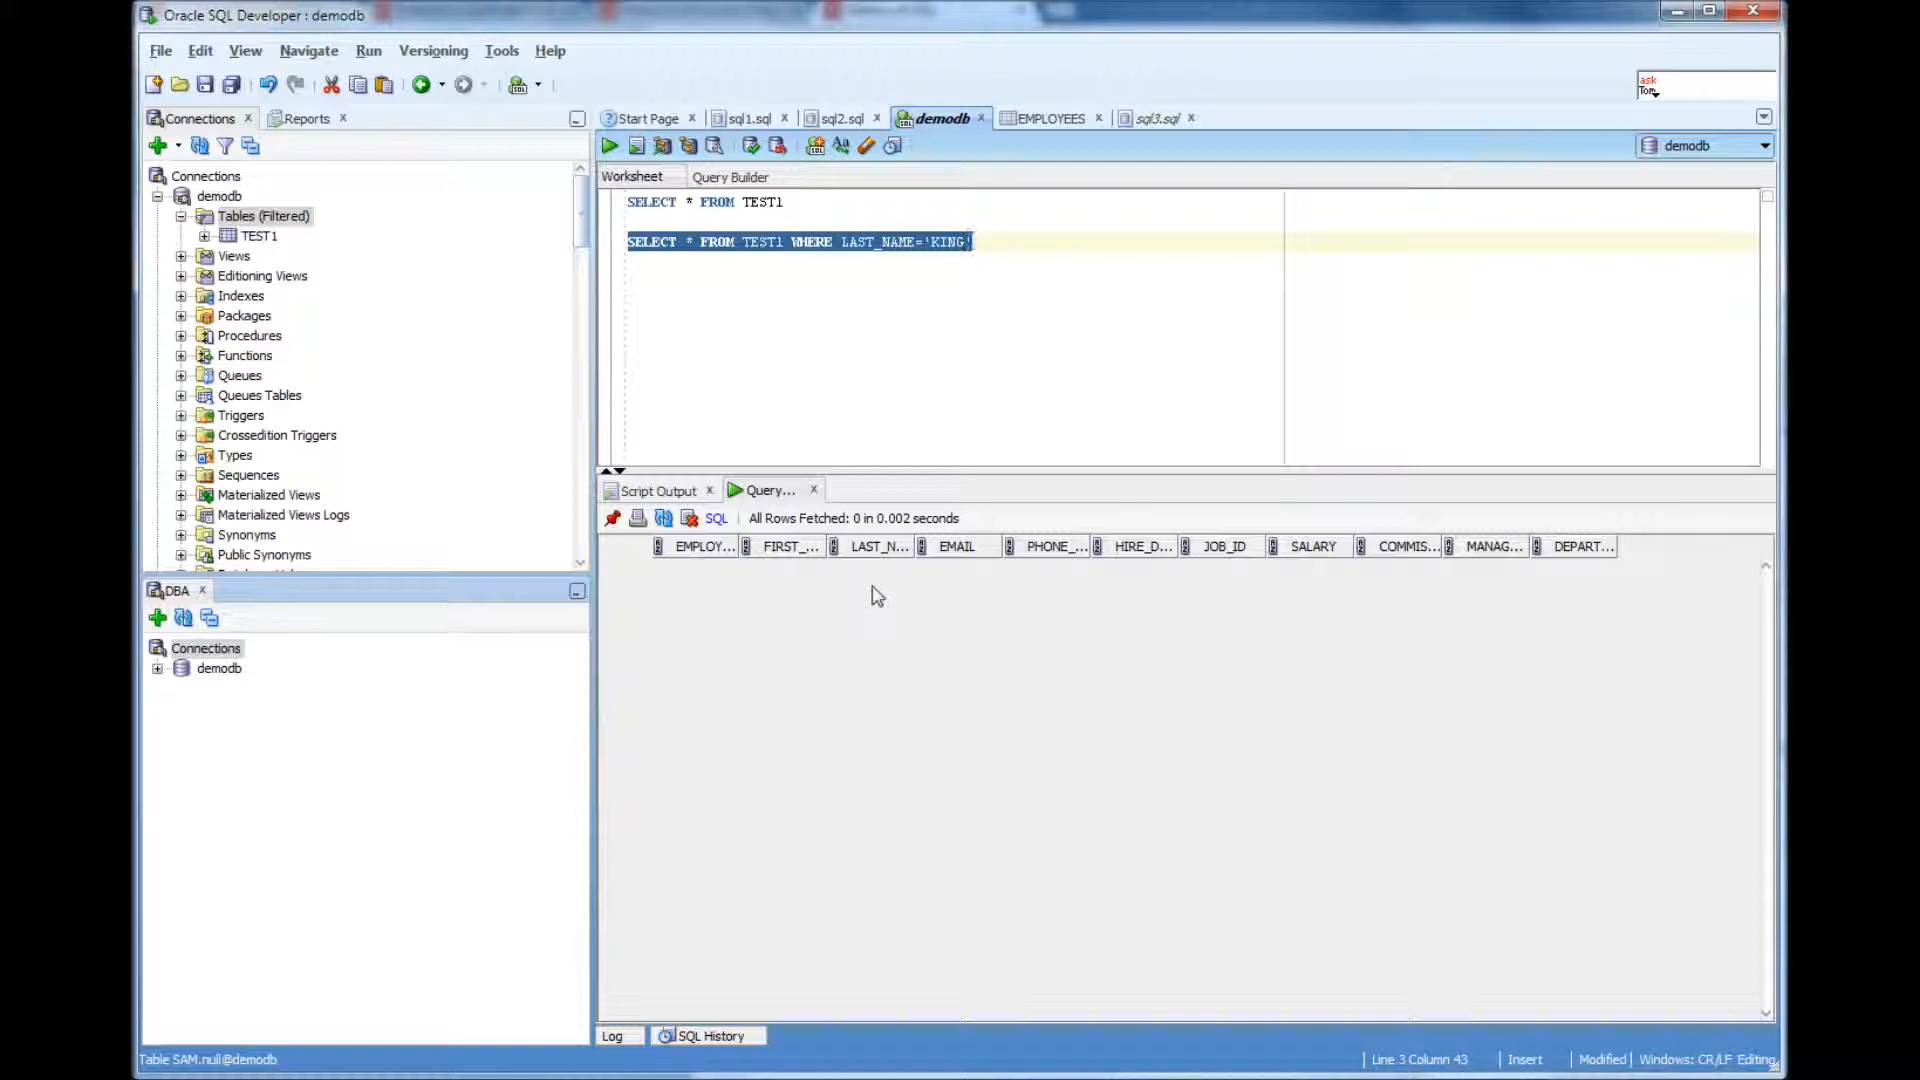 Oracle SQL Developer : demodb
File Edit View Navigate Run Versioning Tools Help
ask
Tom
Connections Reports
Start Page sql1.sql sql2.sql demodb EMPLOYEES sql3.sql
demodb
Worksheet Query Builder
Connections
demodb
Tables (Filtered)
TEST1
Views
Editioning Views
Indexes
Packages
Procedures
Functions
Queues
Queues Tables
Triggers
Crossedition Triggers
Types
Sequences
Materialized Views
Materialized Views Logs
Synonyms
Public Synonyms
SELECT * FROM TEST1
SELECT * FROM TEST1 WHERE LAST_NAME='KING'
Script Output Query...
SQL All Rows Fetched: 0 in 0.002 seconds
EMPLOY... FIRST_... LAST_N... EMAIL PHONE_... HIRE_D... JOB_ID SALARY COMMIS... MANAG... DEPART...
DBA
Connections
demodb
Log SQL History
Table SAM.null@demodb Line 3 Column 43 Insert Modified Windows: CR/LF Editing